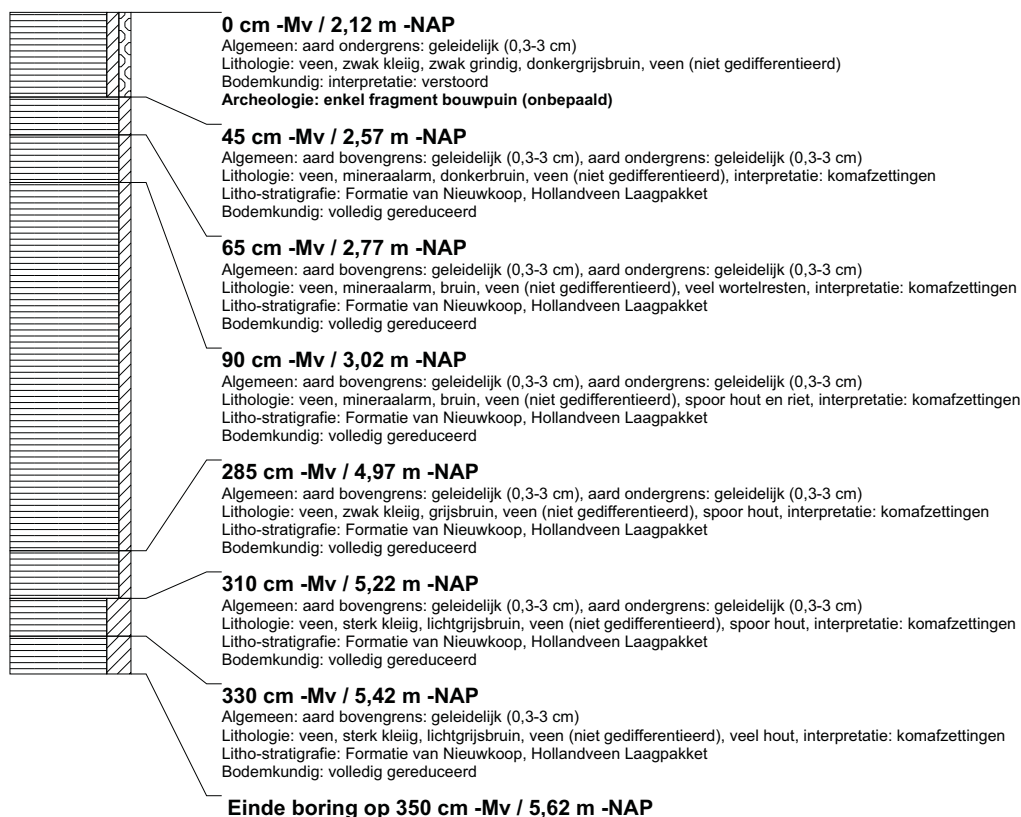 0 cm -Mv / 2,12 m -NAP
Algemeen: aard ondergrens: geleidelijk (0,3-3 cm)
Lithologie: veen, zwak kleiig, zwak grindig, donkergrijsbruin, veen (niet gedifferentieerd)
Bodemkundig: interpretatie: verstoord
Archeologie: enkel fragment bouwpuin (onbepaald)
45 cm -Mv / 2,57 m -NAP
Algemeen: aard bovengrens: geleidelijk (0,3-3 cm), aard ondergrens: geleidelijk (0,3-3 cm)
Lithologie: veen, mineraalarm, donkerbruin, veen (niet gedifferentieerd), interpretatie: komafzettingen
Litho-stratigrafie: Formatie van Nieuwkoop, Hollandveen Laagpakket
Bodemkundig: volledig gereduceerd
65 cm -Mv / 2,77 m -NAP
Algemeen: aard bovengrens: geleidelijk (0,3-3 cm), aard ondergrens: geleidelijk (0,3-3 cm)
Lithologie: veen, mineraalarm, bruin, veen (niet gedifferentieerd), veel wortelresten, interpretatie: komafzettingen
Litho-stratigrafie: Formatie van Nieuwkoop, Hollandveen Laagpakket
Bodemkundig: volledig gereduceerd
90 cm -Mv / 3,02 m -NAP
Algemeen: aard bovengrens: geleidelijk (0,3-3 cm), aard ondergrens: geleidelijk (0,3-3 cm)
Lithologie: veen, mineraalarm, bruin, veen (niet gedifferentieerd), spoor hout en riet, interpretatie: komafzettingen
Litho-stratigrafie: Formatie van Nieuwkoop, Hollandveen Laagpakket
Bodemkundig: volledig gereduceerd
285 cm -Mv / 4,97 m -NAP
Algemeen: aard bovengrens: geleidelijk (0,3-3 cm), aard ondergrens: geleidelijk (0,3-3 cm)
Lithologie: veen, zwak kleiig, grijsbruin, veen (niet gedifferentieerd), spoor hout, interpretatie: komafzettingen
Litho-stratigrafie: Formatie van Nieuwkoop, Hollandveen Laagpakket
Bodemkundig: volledig gereduceerd
310 cm -Mv / 5,22 m -NAP
Algemeen: aard bovengrens: geleidelijk (0,3-3 cm), aard ondergrens: geleidelijk (0,3-3 cm)
Lithologie: veen, sterk kleiig, lichtgrijsbruin, veen (niet gedifferentieerd), spoor hout, interpretatie: komafzettingen
Litho-stratigrafie: Formatie van Nieuwkoop, Hollandveen Laagpakket
Bodemkundig: volledig gereduceerd
330 cm -Mv / 5,42 m -NAP
Algemeen: aard bovengrens: geleidelijk (0,3-3 cm)
Lithologie: veen, sterk kleiig, lichtgrijsbruin, veen (niet gedifferentieerd), veel hout, interpretatie: komafzettingen
Litho-stratigrafie: Formatie van Nieuwkoop, Hollandveen Laagpakket
Bodemkundig: volledig gereduceerd
Einde boring op 350 cm -Mv / 5,62 m -NAP